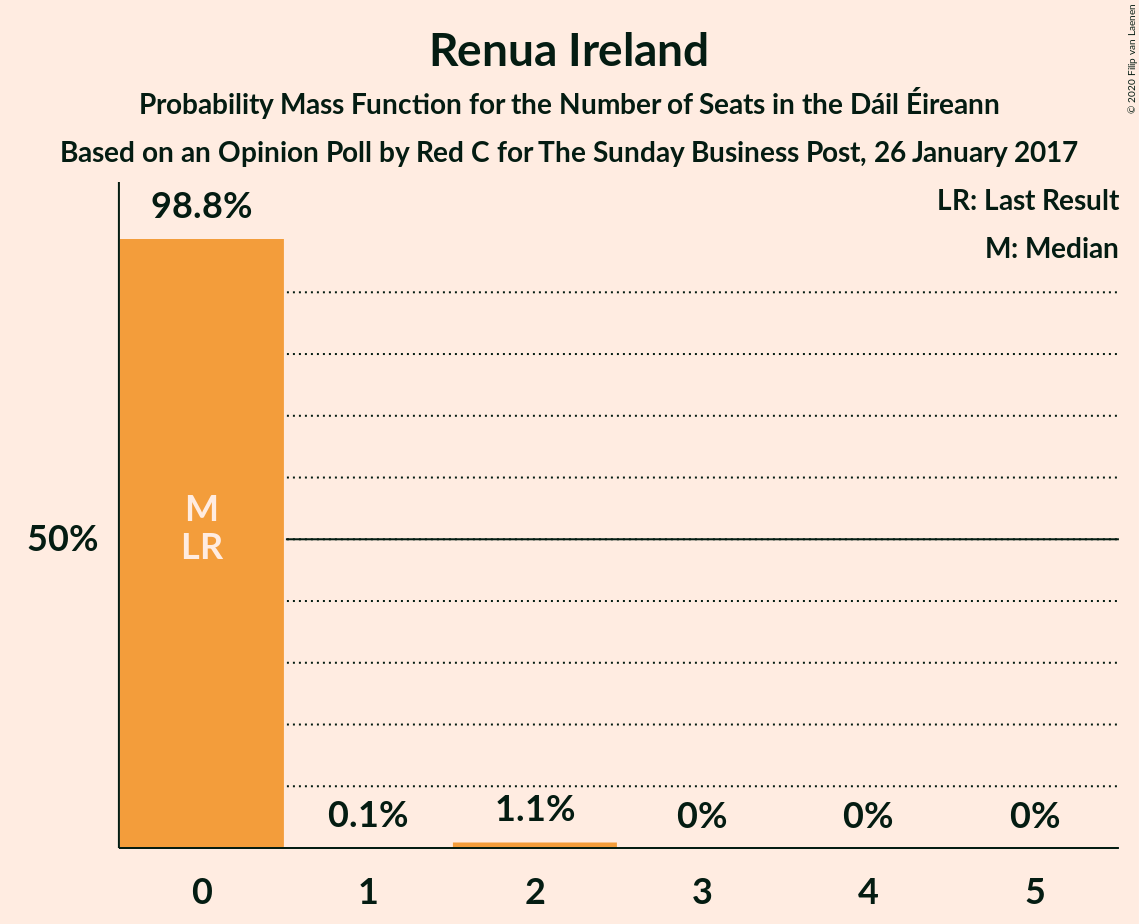 Renua Ireland
Probability Mass Function for the Number of Seats in the Dáil Éireann
Based on an Opinion Poll by Red C for The Sunday Business Post, 26 January 2017
© 2020 Filip van Laenen
LR: Last Result
M: Median
98.8%
M
LR
50%
0.1%
1.1%
0%
0%
0%
0
1
2
3
4
5